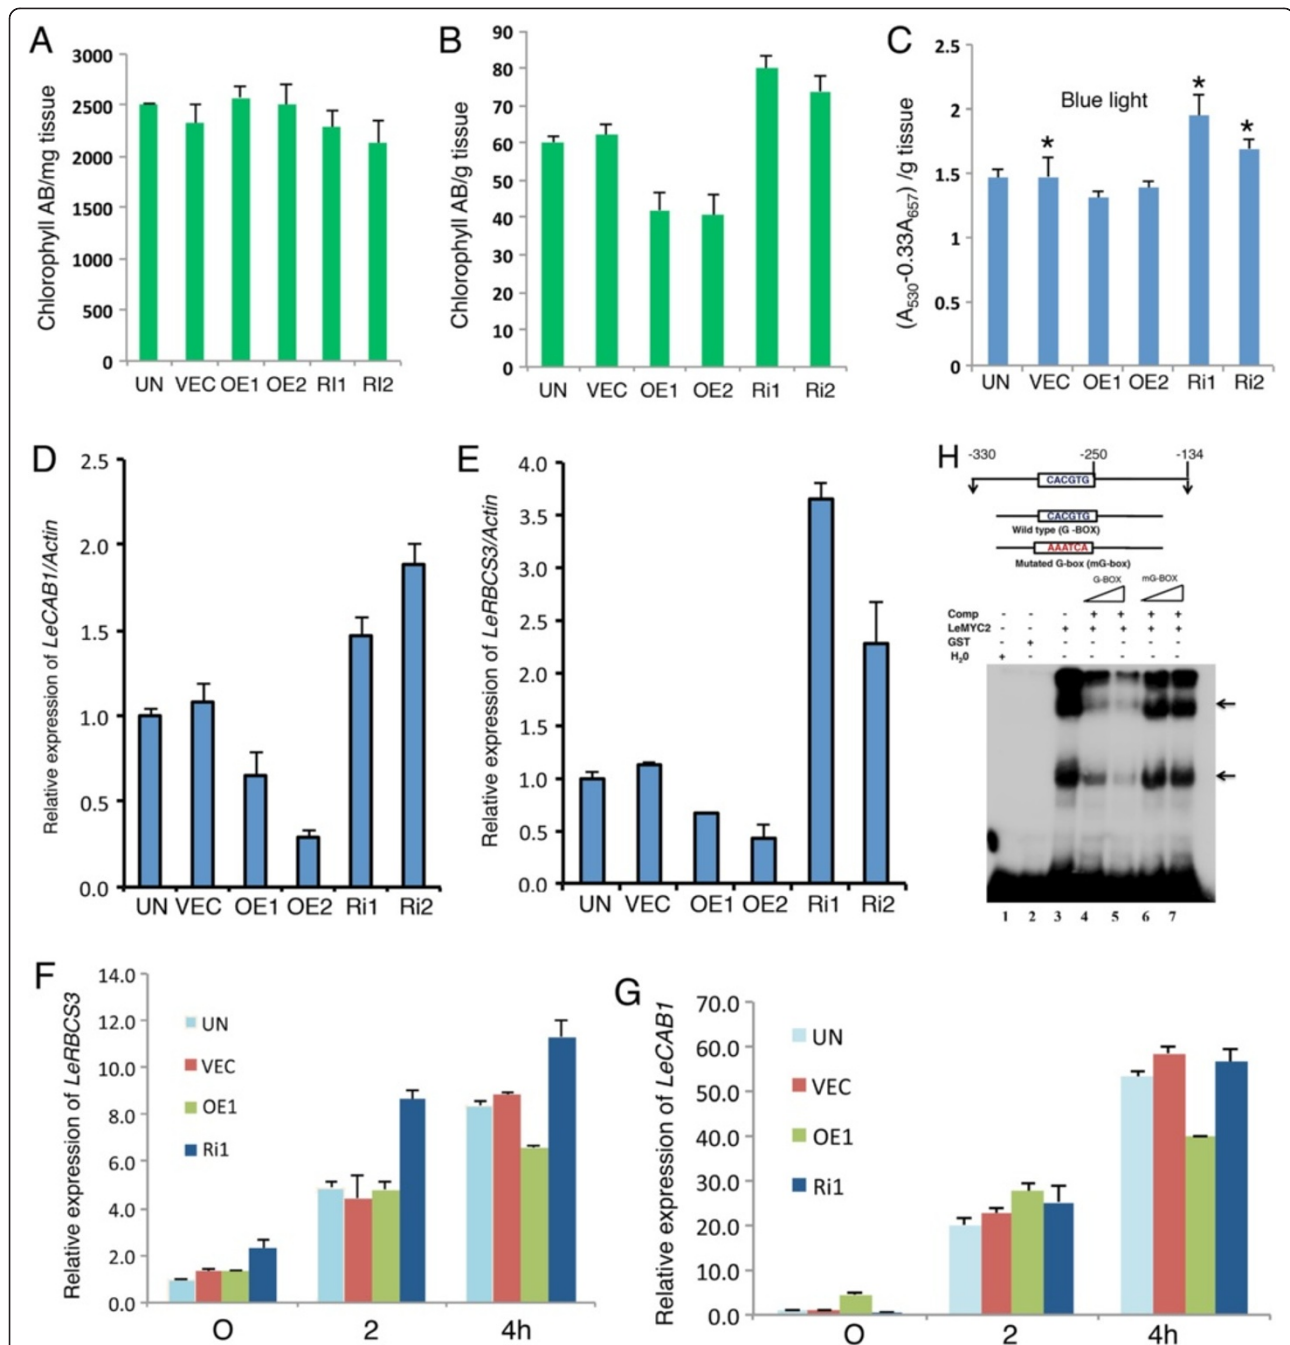 A
Chlorophyll AB/mg tissue
3000
2500
2000
1500
1000
500
0
UN VEC OE1 OE2 RI1 RI2
B
Chlorophyll AB/g tissue
90
80
70
60
50
40
30
20
10
0
UN VEC OE1 OE2 Ri1 Ri2
C
(A530-0.33A657) /g tissue
2.5
2
1.5
1
0.5
0
Blue light
* * *
UN VEC OE1 OE2 Ri1 Ri2
D
Relative expression of LeCAB1/Actin
2.5
2.0
1.5
1.0
0.5
0.0
UN VEC OE1 OE2 Ri1 Ri2
E
Relative expression of LeRBCS3/Actin
4.0
3.5
3.0
2.5
2.0
1.5
1.0
0.5
0.0
UN VEC OE1 OE2 Ri1 Ri2
H
-330 -250 -134
CACGTG
CACGTG
Wild type (G -BOX)
AAATCA
Mutated G-box (mG-box)
G-BOX mG-BOX
Comp - - - + + + +
LeMYC2 - - + + + + +
GST - + - - - - -
H20 + - - - - - -
1 2 3 4 5 6 7
F
Relative expression of LeRBCS3
14.0
12.0
10.0
8.0
6.0
4.0
2.0
0.0
UN
VEC
OE1
Ri1
O 2 4h
G
Relative expression of LeCAB1
70.0
60.0
50.0
40.0
30.0
20.0
10.0
0.0
UN
VEC
OE1
Ri1
O 2 4h